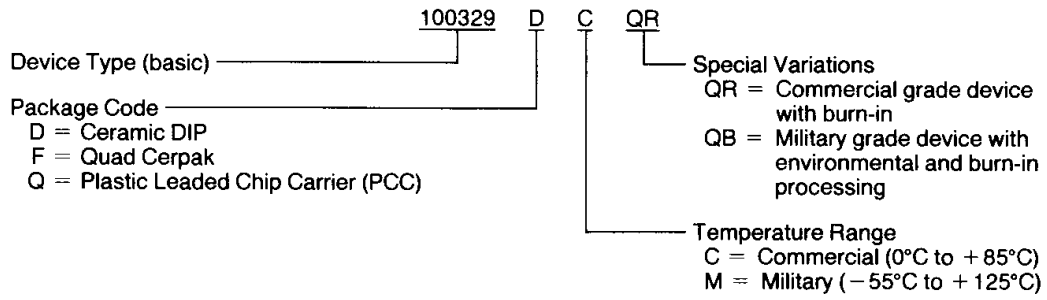 100329 D C QR
Device Type (basic)
Package Code
D = Ceramic DIP
F = Quad Cerpak
Q = Plastic Leaded Chip Carrier (PCC)
Special Variations
QR = Commercial grade device
with burn-in
QB = Military grade device with
environmental and burn-in
processing
Temperature Range
C = Commercial (0°C to +85°C)
M = Military (−55°C to +125°C)